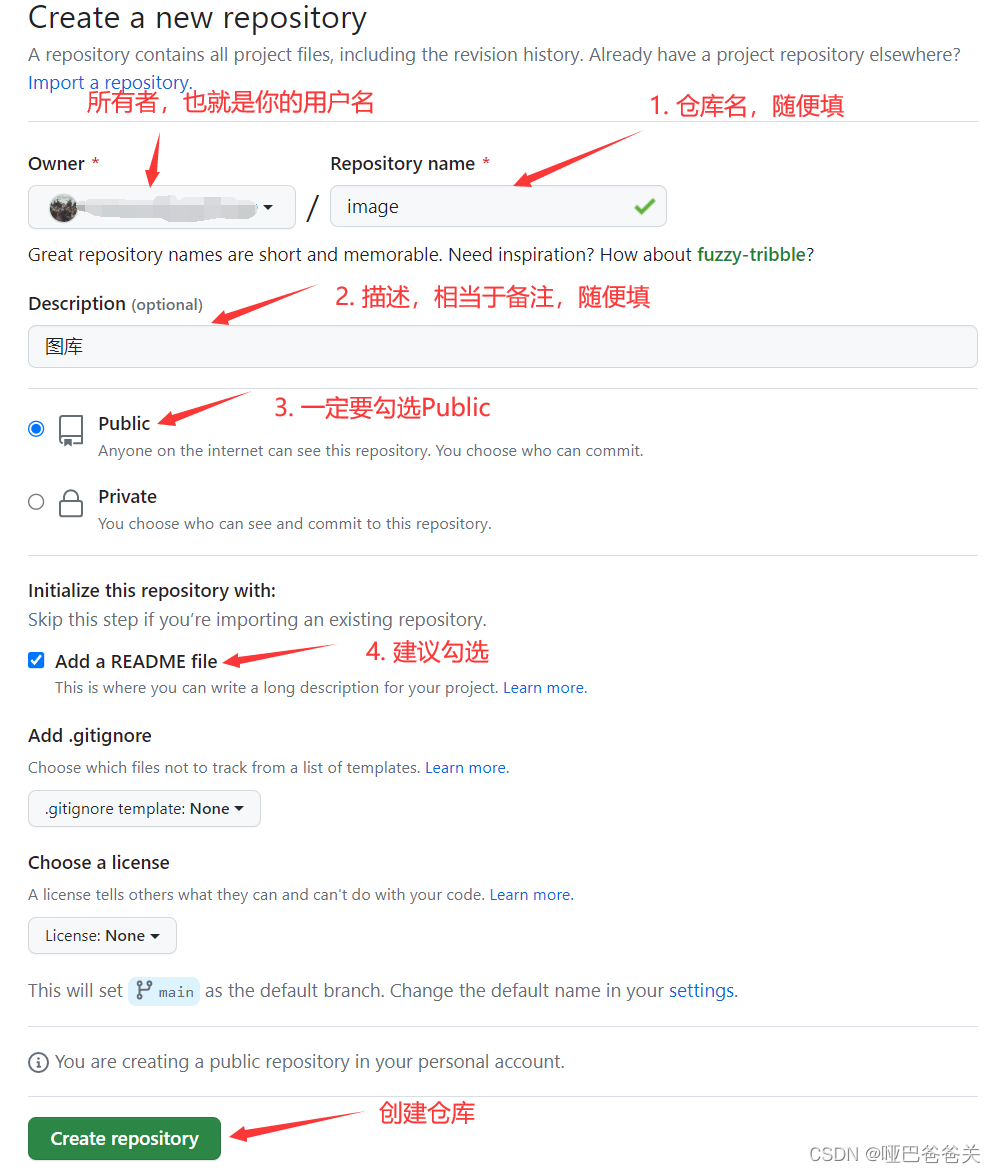 Create a new repository
A repository contains all project files, including the revision history. Already have a project repository elsewhere?
Import a repository.
所有者，也就是你的用户名
1. 仓库名，随便填
Owner *
Repository name *
/
image
Great repository names are short and memorable. Need inspiration? How about fuzzy-tribble?
Description (optional)
2. 描述，相当于备注，随便填
图库
3. 一定要勾选Public
Public
Anyone on the internet can see this repository. You choose who can commit.
Private
You choose who can see and commit to this repository.
Initialize this repository with:
Skip this step if you’re importing an existing repository.
Add a README file
4. 建议勾选
This is where you can write a long description for your project. Learn more.
Add .gitignore
Choose which files not to track from a list of templates. Learn more.
.gitignore template: None
Choose a license
A license tells others what they can and can't do with your code. Learn more.
License: None
This will set main as the default branch. Change the default name in your settings.
You are creating a public repository in your personal account.
创建仓库
Create repository
CSDN @哑巴爸爸关